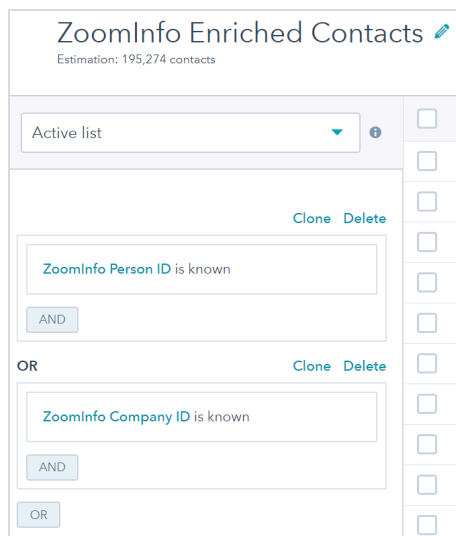 ZoomInfo Enriched Contacts
Estimation: 195,274 contacts
Active list
Clone Delete
ZoomInfo Person ID is known
AND
OR Clone Delete
ZoomInfo Company ID is known
AND
OR